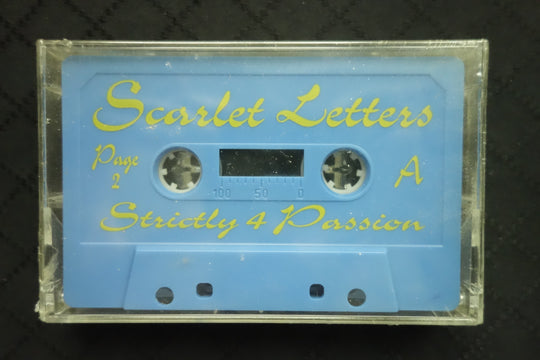 Scarlet Letters
Page
2
A
100 50 0
Strictly 4 Passion